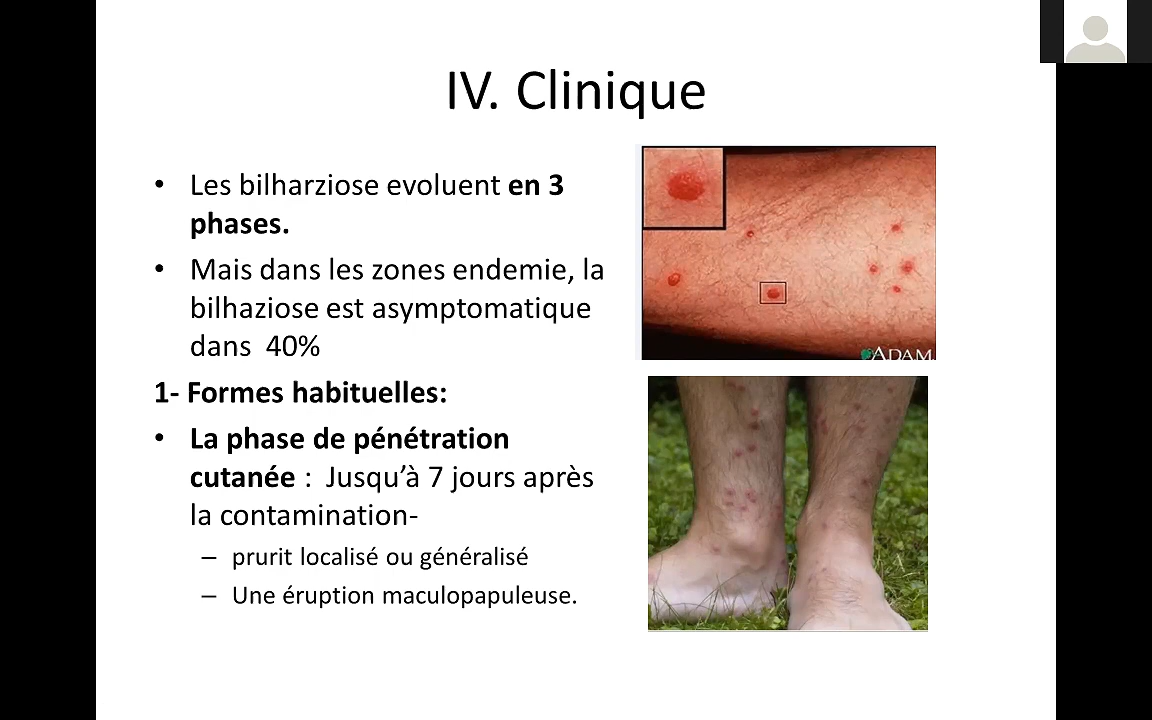 IV. Clinique
• Les bilharziose evoluent en 3
phases.
• Mais dans les zones endemie, la
bilhaziose est asymptomatique
dans  40%
1- Formes habituelles:
• La phase de pénétration
cutanée :  Jusqu’à 7 jours après
la contamination-
– prurit localisé ou généralisé
– Une éruption maculopapuleuse.
ADAM